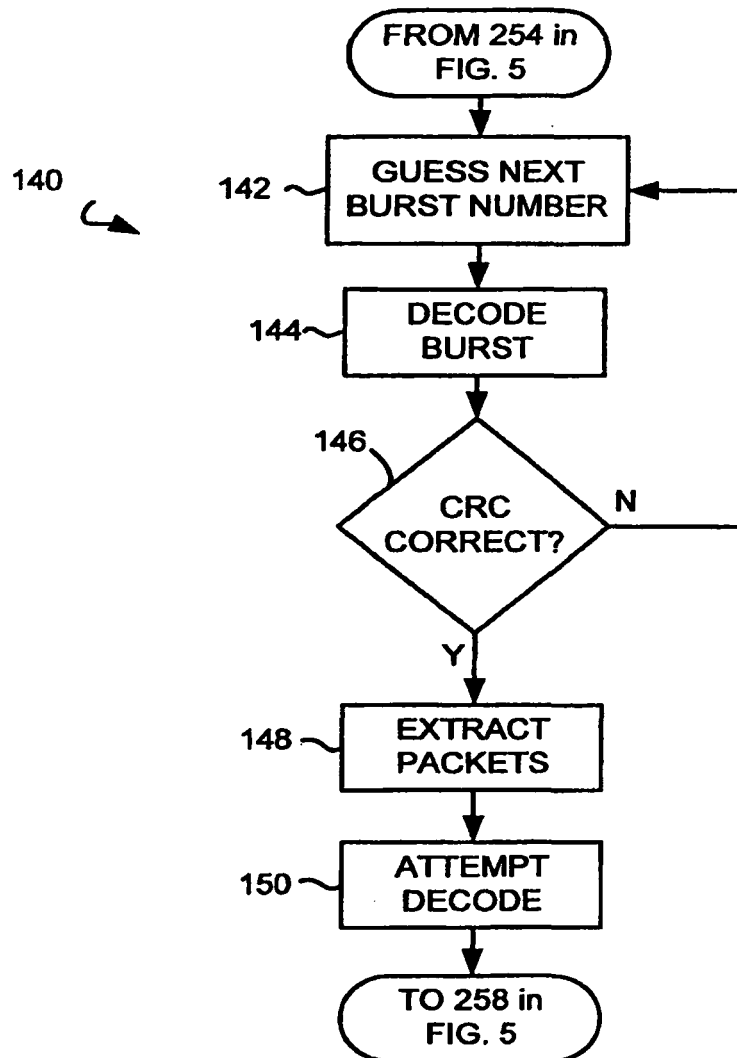 FROM 254 in
FIG. 5
140
142
GUESS NEXT
BURST NUMBER
144
DECODE
BURST
146
CRC
CORRECT?
N
Y
148
EXTRACT
PACKETS
150
ATTEMPT
DECODE
TO 258 in
FIG. 5